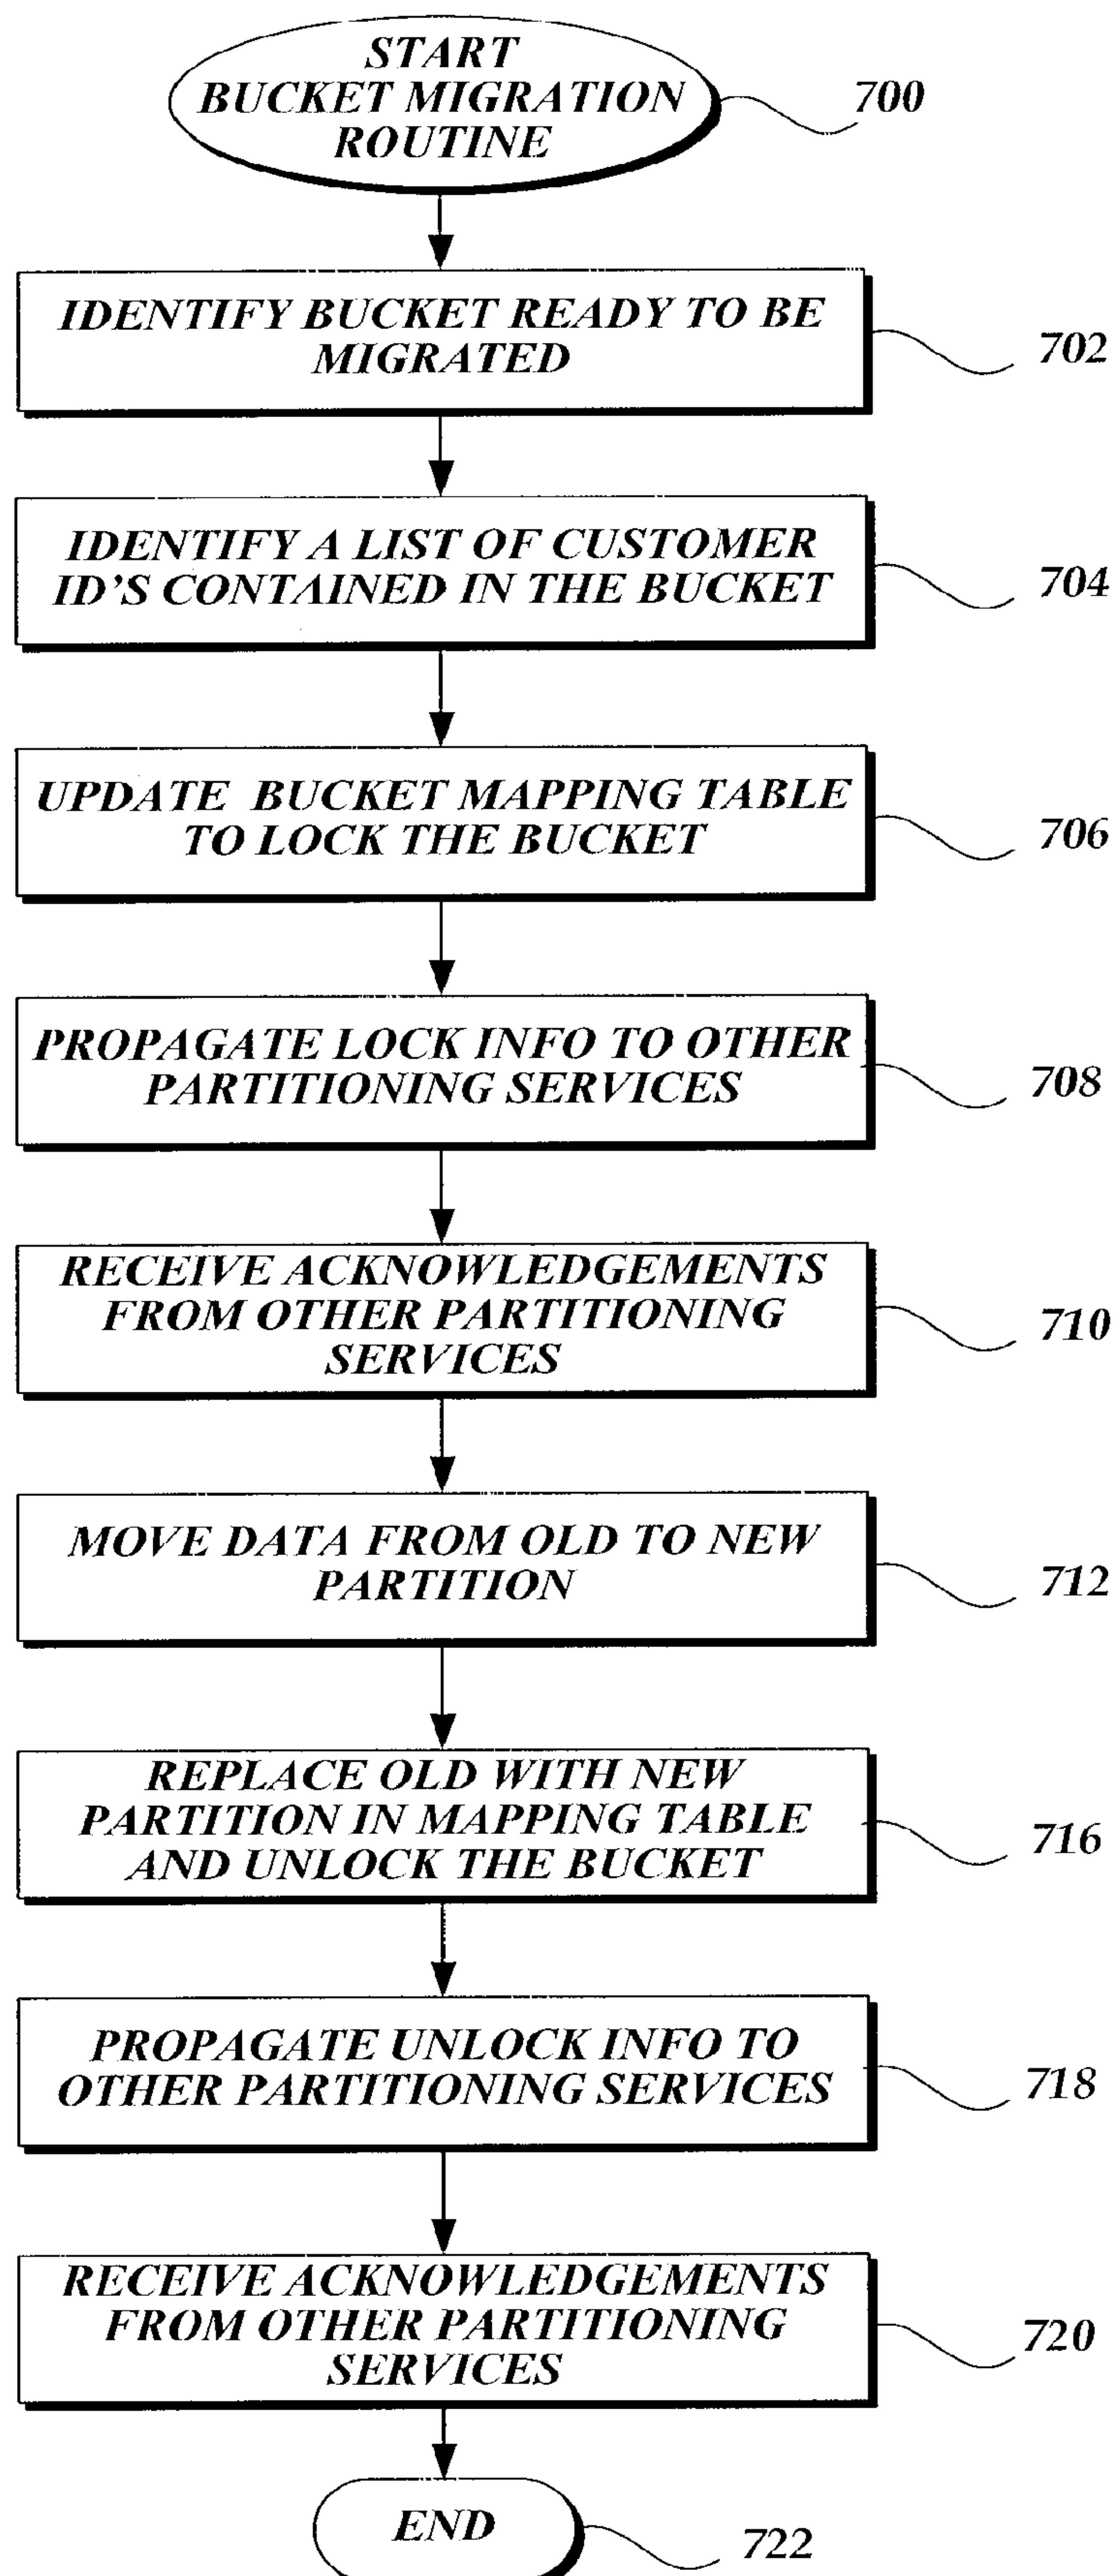 START
BUCKET MIGRATION
ROUTINE
700
IDENTIFY BUCKET READY TO BE
MIGRATED
702
IDENTIFY A LIST OF CUSTOMER
ID'S CONTAINED IN THE BUCKET
704
UPDATE BUCKET MAPPING TABLE
TO LOCK THE BUCKET
706
PROPAGATE LOCK INFO TO OTHER
PARTITIONING SERVICES
708
RECEIVE ACKNOWLEDGEMENTS
FROM OTHER PARTITIONING
SERVICES
710
MOVE DATA FROM OLD TO NEW
PARTITION
712
REPLACE OLD WITH NEW
PARTITION IN MAPPING TABLE
AND UNLOCK THE BUCKET
716
PROPAGATE UNLOCK INFO TO
OTHER PARTITIONING SERVICES
718
RECEIVE ACKNOWLEDGEMENTS
FROM OTHER PARTITIONING
SERVICES
720
END
722